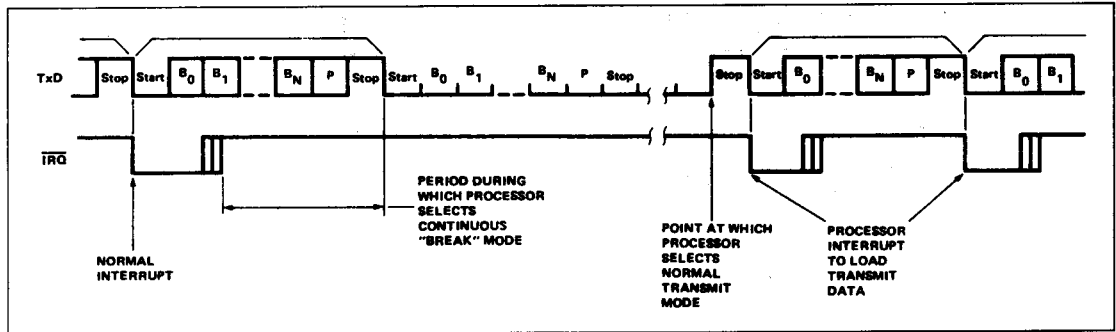 TxD Stop Start B0 B1 BN P Stop Start B0 B1 BN P Stop Stop Start B0 BN P Stop Start B0 B1
IRQ
NORMAL
INTERRUPT
PERIOD DURING
WHICH PROCESSOR
SELECTS
CONTINUOUS
"BREAK" MODE
POINT AT WHICH
PROCESSOR
SELECTS
NORMAL
TRANSMIT
MODE
PROCESSOR
INTERRUPT
TO LOAD
TRANSMIT
DATA